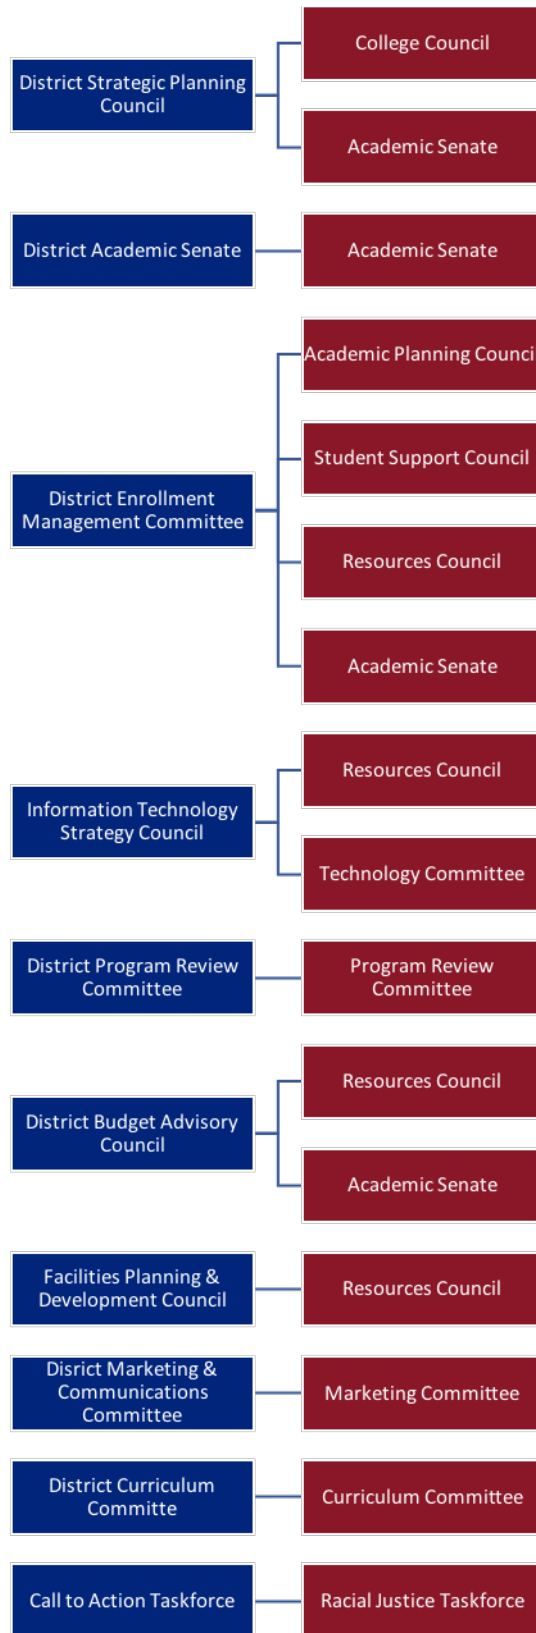 College Council
District Strategic Planning
Council
Academic Senate
District Academic Senate
Academic Senate
Academic Planning Counci
Student Support Council
District Enrollment
Management Committee
Resources Council
Academic Senate
Resources Council
Information Technology
Strategy Council
Technology Committee
District Program Review
Committee
Program Review
Committee
Resources Council
District Budget Advisory
Council
Academic Senate
Facilities Planning &
Development Council
Resources Council
Disrict Marketing &
Communications
Committee
Marketing Committee
District Curriculum
Committe
Curriculum Committee
Call to Action Taskforce
Racial Justice Taskforce